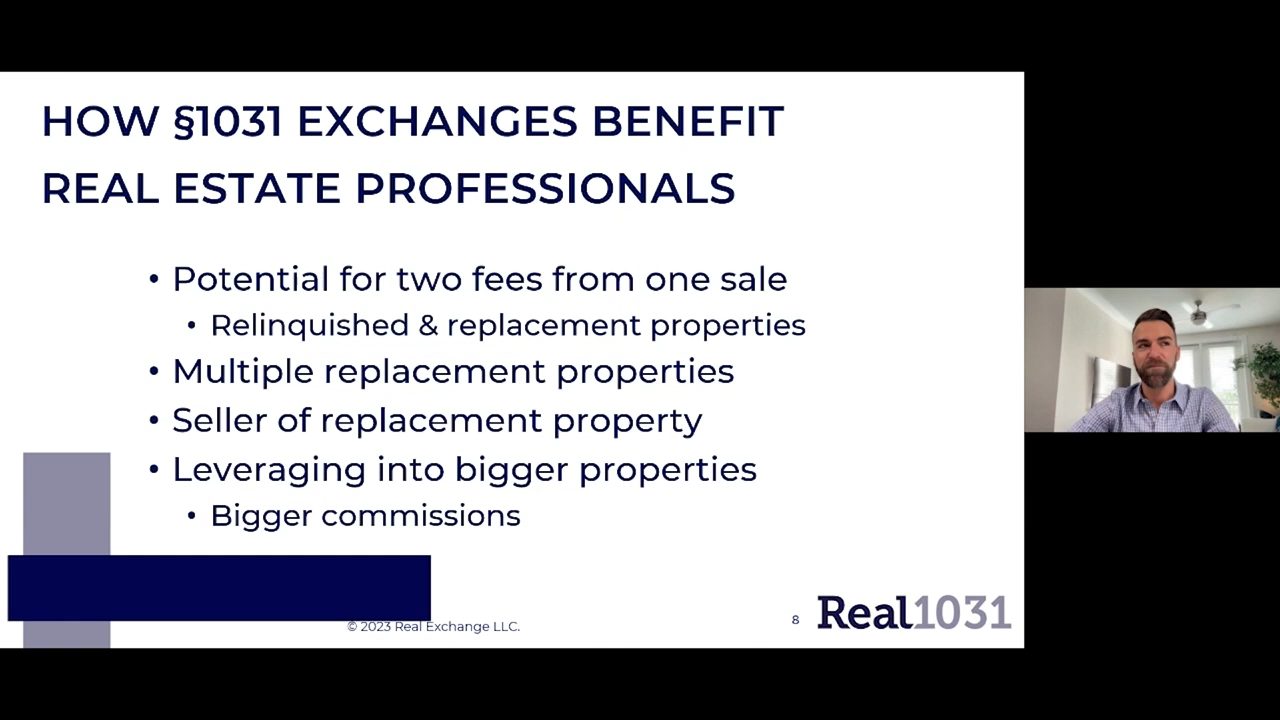 HOW §1031 EXCHANGES BENEFIT
REAL ESTATE PROFESSIONALS
• Potential for two fees from one sale
• Relinquished & replacement properties
• Multiple replacement properties
• Seller of replacement property
• Leveraging into bigger properties
• Bigger commissions
© 2023 Real Exchange LLC.
8
Real1031